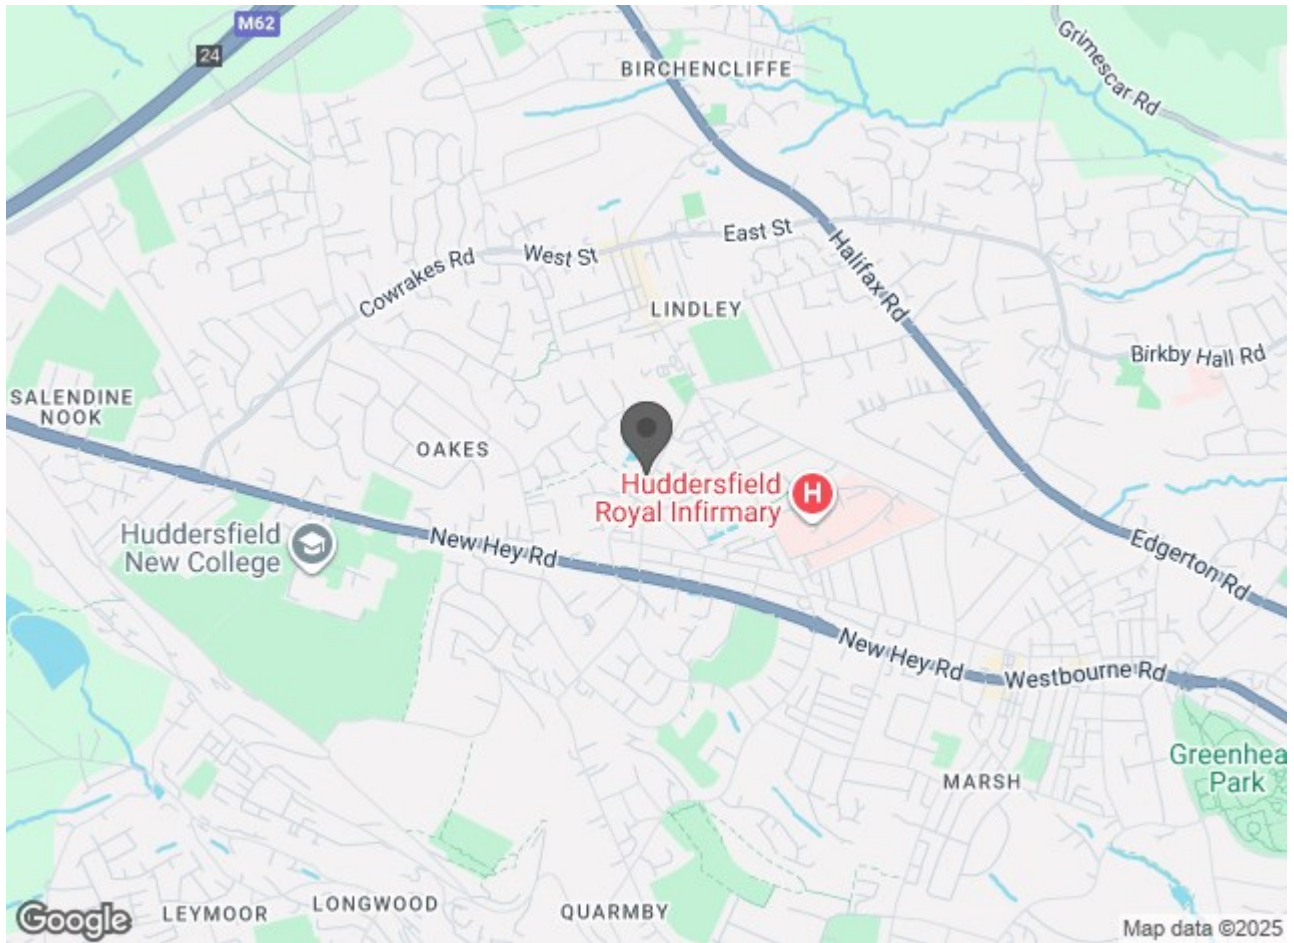 M62
24
Grimescar Rd
BIRCHENCLIFFE
East St
West St
Cowrakes Rd
Halifax Rd
LINDLEY
Birkby Hall Rd
SALENDINE
NOOK
OAKES
Huddersfield
Royal Infirmary
H
Huddersfield
New College
New Hey Rd
Edgerton Rd
New Hey Rd
Westbourne Rd
Greenhea
Park
MARSH
LONGWOOD
LEYMOOR
QUARMBY
Google
Map data ©2025